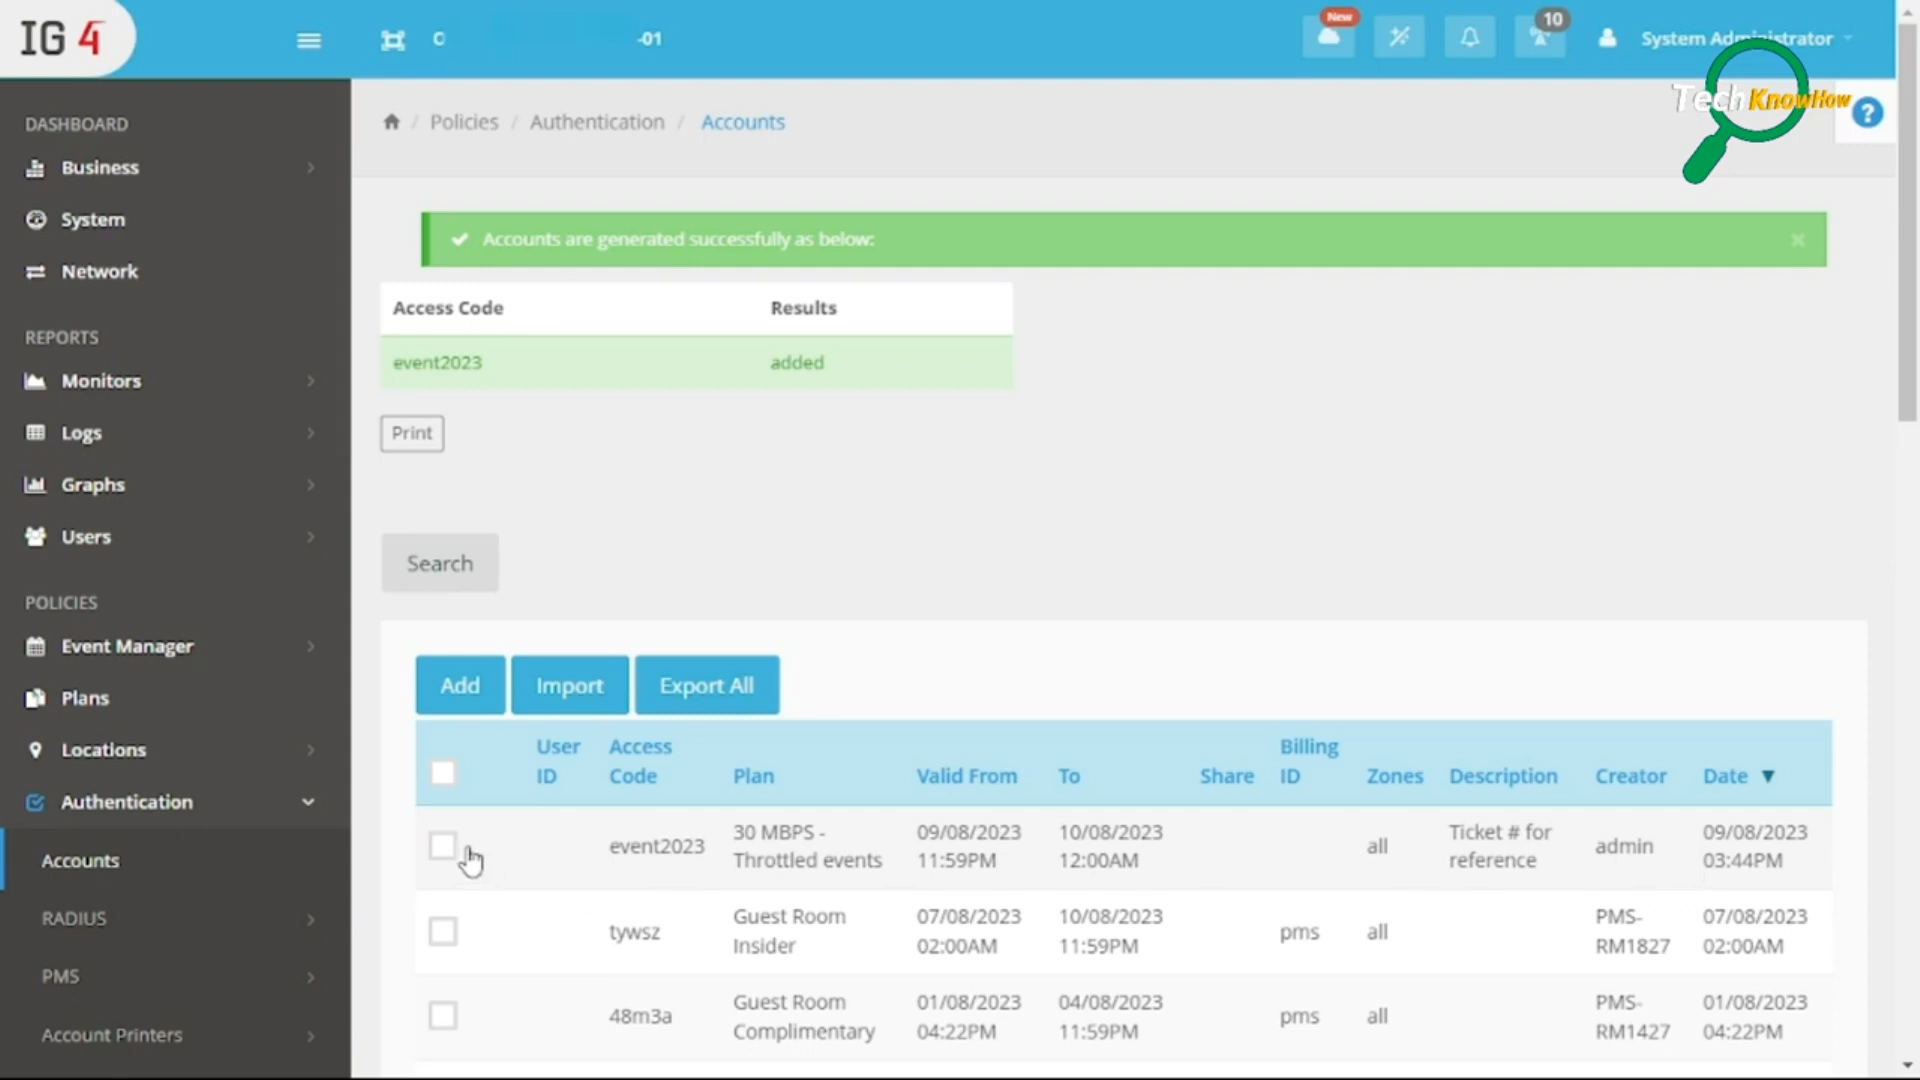 IG 4
-01
New
10
System Administrator
Tech KnowHow
?
DASHBOARD
Business
System
Network
REPORTS
Monitors
Logs
Graphs
Users
POLICIES
Event Manager
Plans
Locations
Authentication
Accounts
RADIUS
PMS
Account Printers
/ Policies / Authentication / Accounts
Accounts are generated successfully as below:
Access Code Results
event2023 added
Print
Search
Add Import Export All
User ID Access Code Plan Valid From To Share Billing ID Zones Description Creator Date
event2023 30 MBPS - Throttled events 09/08/2023 11:59PM 10/08/2023 12:00AM all Ticket # for reference admin 09/08/2023 03:44PM
tywsz Guest Room Insider 07/08/2023 02:00AM 10/08/2023 11:59PM pms all PMS-RM1827 07/08/2023 02:00AM
48m3a Guest Room Complimentary 01/08/2023 04:22PM 04/08/2023 11:59PM pms all PMS-RM1427 01/08/2023 04:22PM